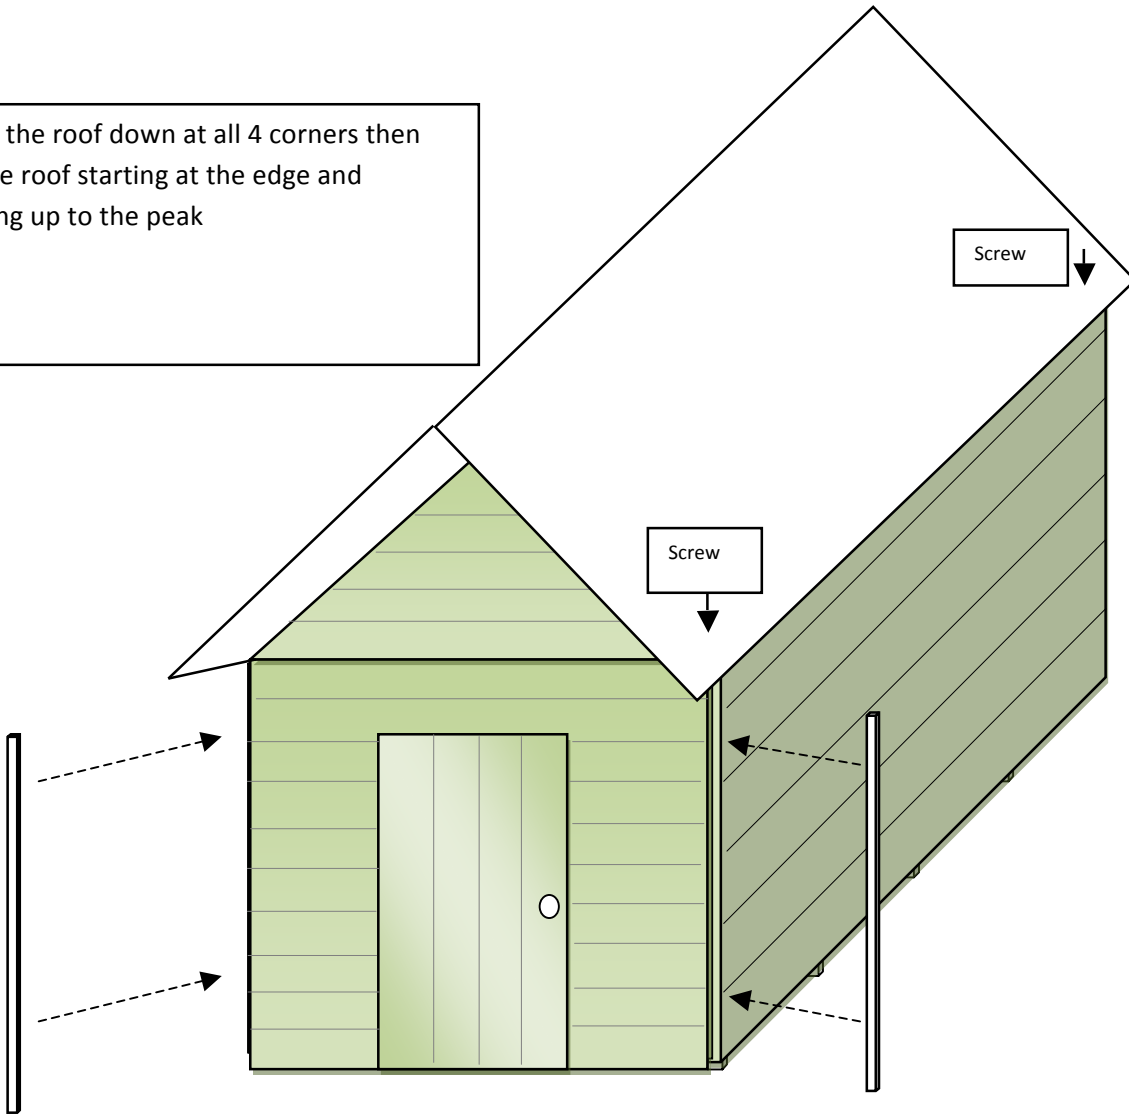 the roof down at all 4 corners then
e roof starting at the edge and
ng up to the peak
Screw
Screw